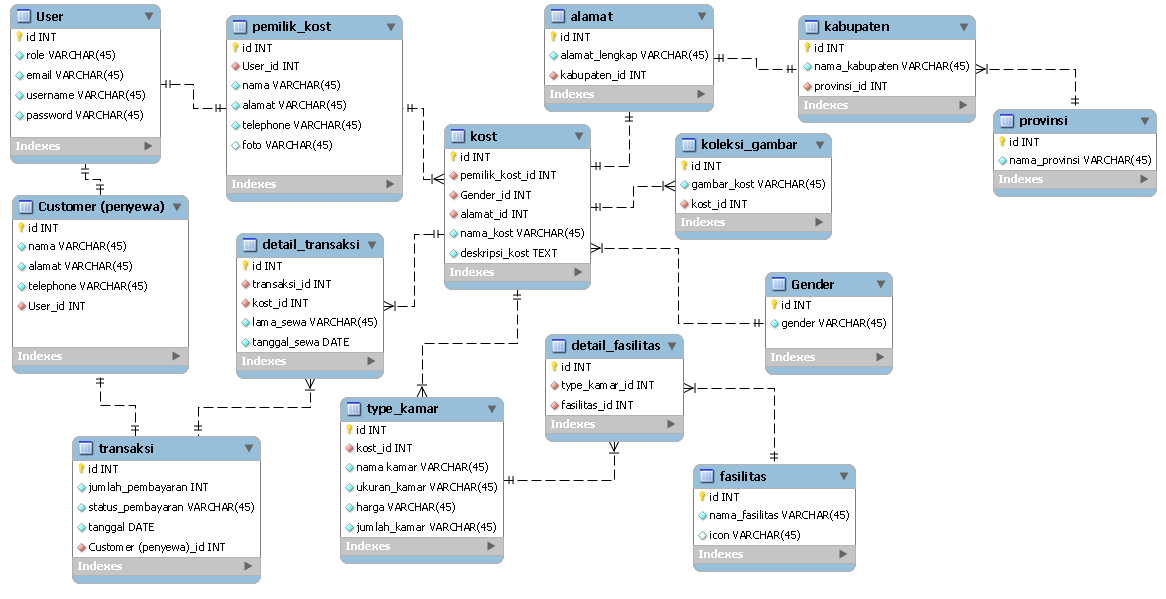 User
id INT
role VARCHAR(45)
email VARCHAR(45)
username VARCHAR(45)
password VARCHAR(45)
Indexes
pemilik_kost
id INT
User_id INT
nama VARCHAR(45)
alamat VARCHAR(45)
telephone VARCHAR(45)
foto VARCHAR(45)
Indexes
alamat
id INT
alamat_lengkap VARCHAR(45)
kabupaten_id INT
Indexes
kabupaten
id INT
nama_kabupaten VARCHAR(45)
provinsi_id INT
Indexes
provinsi
id INT
nama_provinsi VARCHAR(45)
Indexes
kost
id INT
pemilik_kost_id INT
Gender_id INT
alamat_id INT
nama_kost VARCHAR(45)
deskripsi_kost TEXT
Indexes
koleksi_gambar
id INT
gambar_kost VARCHAR(45)
kost_id INT
Indexes
Customer (penyewa)
id INT
nama VARCHAR(45)
alamat VARCHAR(45)
telephone VARCHAR(45)
User_id INT
Indexes
detail_transaksi
id INT
transaksi_id INT
kost_id INT
lama_sewa VARCHAR(45)
tanggal_sewa DATE
Indexes
Gender
id INT
gender VARCHAR(45)
Indexes
detail_fasilitas
id INT
type_kamar_id INT
fasilitas_id INT
Indexes
type_kamar
id INT
kost_id INT
nama kamar VARCHAR(45)
ukuran_kamar VARCHAR(45)
harga VARCHAR(45)
jumlah_kamar VARCHAR(45)
Indexes
transaksi
id INT
jumlah_pembayaran INT
status_pembayaran VARCHAR(45)
tanggal DATE
Customer (penyewa)_id INT
Indexes
fasilitas
id INT
nama_fasilitas VARCHAR(45)
icon VARCHAR(45)
Indexes